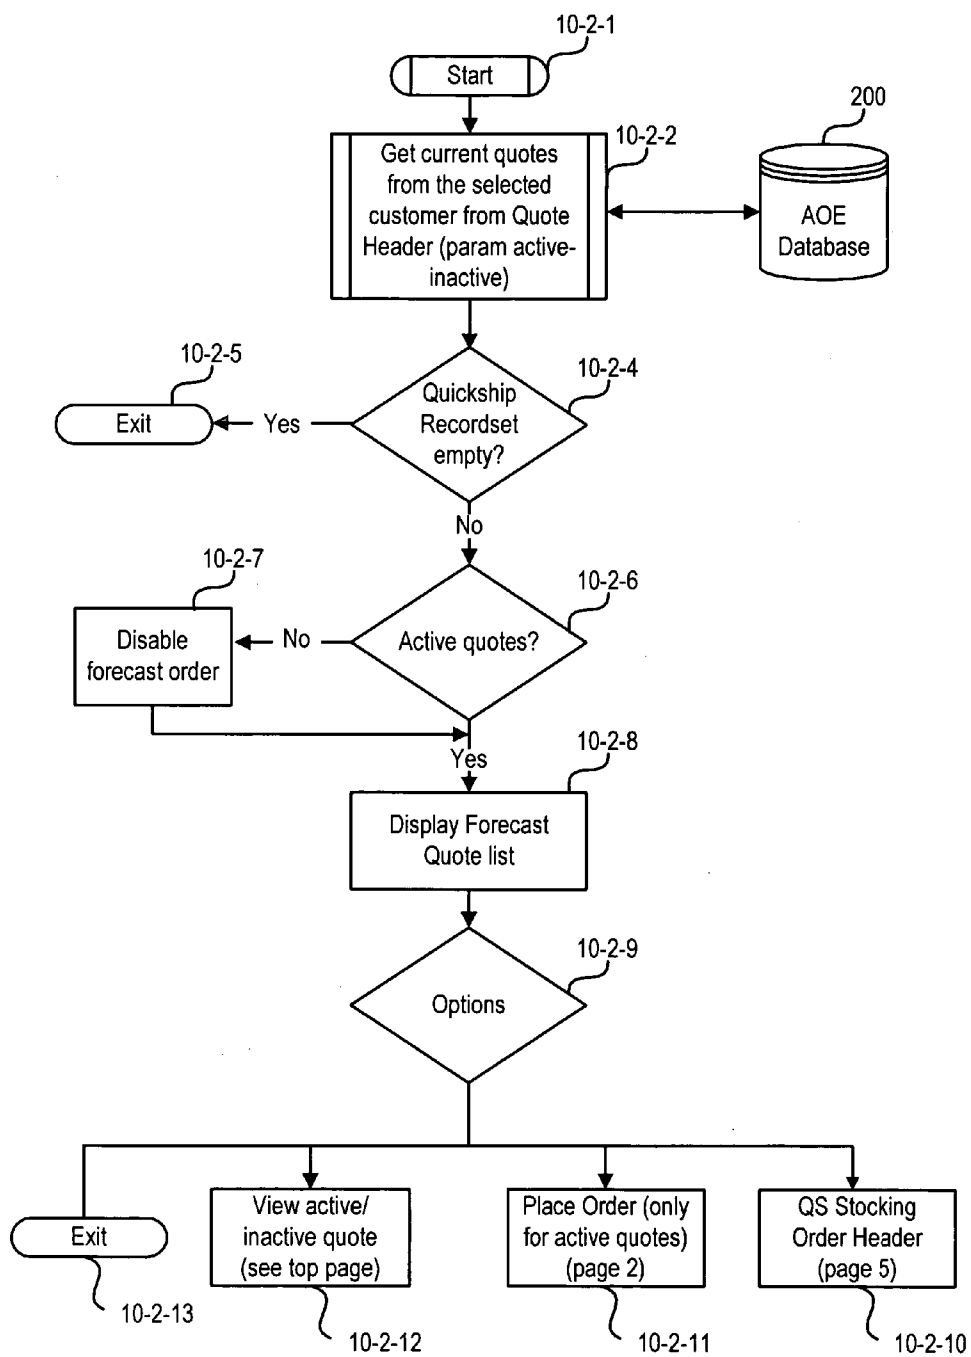 10-2-1
Start
200
10-2-2
Get current quotes
from the selected
customer from Quote
Header (param active-
inactive)
AOE
Database
10-2-5
10-2-4
Exit
Yes
Quickship
Recordset
empty?
No
10-2-7
10-2-6
Disable
forecast order
No
Active quotes?
Yes
10-2-8
Display Forecast
Quote list
10-2-9
Options
Exit
View active/
inactive quote
(see top page)
Place Order (only
for active quotes)
(page 2)
QS Stocking
Order Header
(page 5)
10-2-13
10-2-12
10-2-11
10-2-10